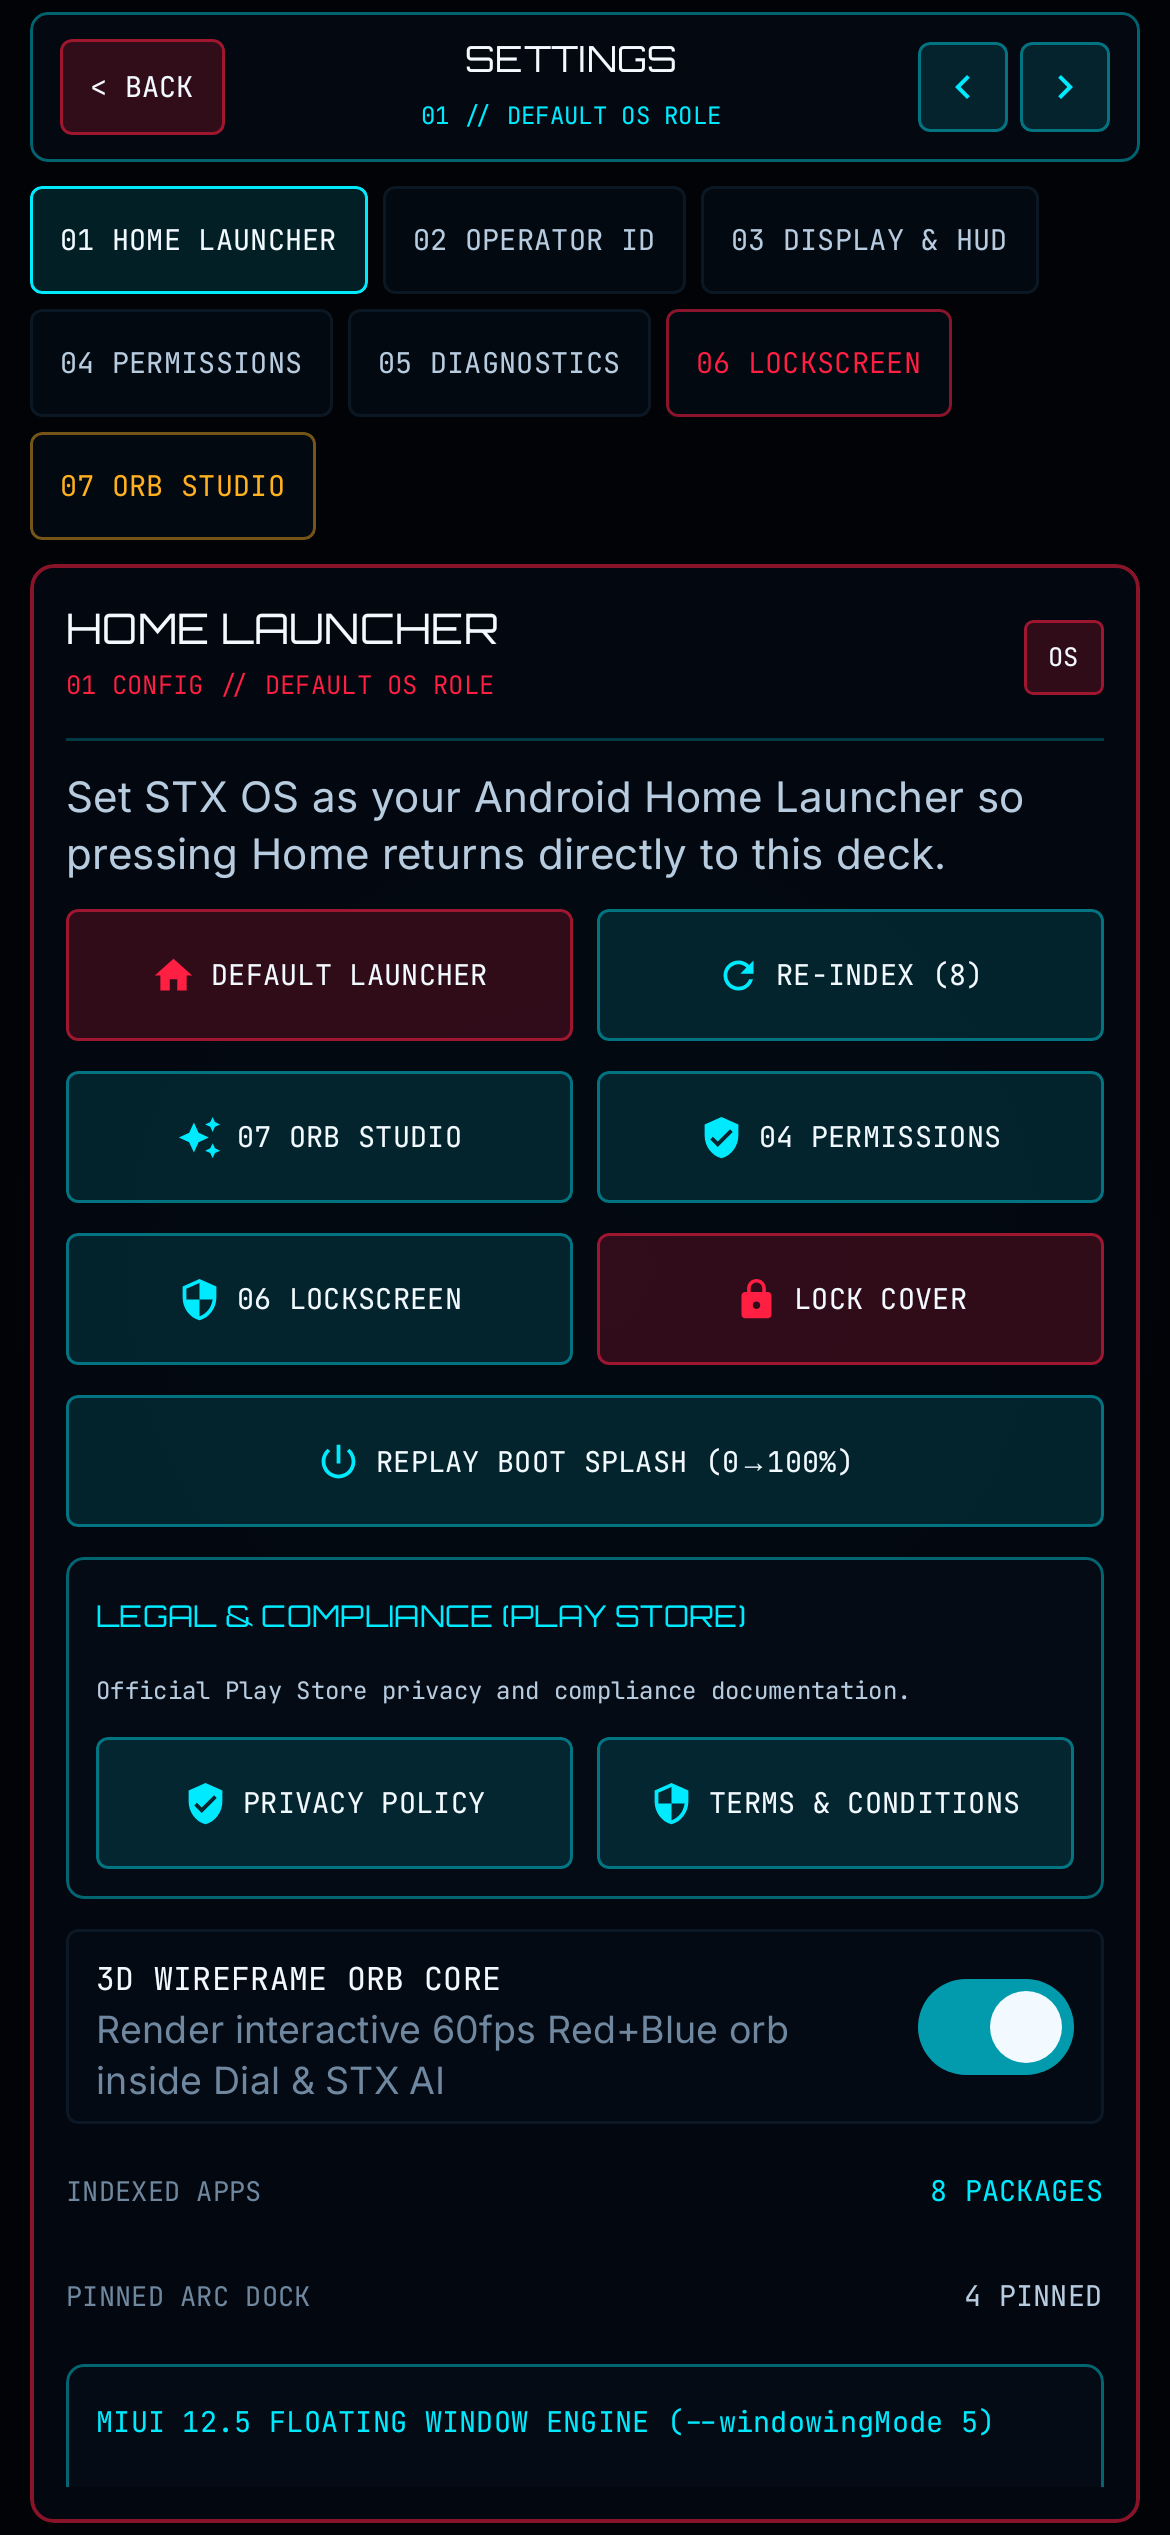 < BACK
SETTINGS
01 // DEFAULT OS ROLE
01 HOME LAUNCHER
02 OPERATOR ID
03 DISPLAY & HUD
04 PERMISSIONS
05 DIAGNOSTICS
06 LOCKSCREEN
07 ORB STUDIO
HOME LAUNCHER
01 CONFIG // DEFAULT OS ROLE
OS
Set STX OS as your Android Home Launcher so
pressing Home returns directly to this deck.
DEFAULT LAUNCHER
RE-INDEX (8)
07 ORB STUDIO
04 PERMISSIONS
06 LOCKSCREEN
LOCK COVER
REPLAY BOOT SPLASH (0→100%)
LEGAL & COMPLIANCE (PLAY STORE)
Official Play Store privacy and compliance documentation.
PRIVACY POLICY
TERMS & CONDITIONS
3D WIREFRAME ORB CORE
Render interactive 60fps Red+Blue orb
inside Dial & STX AI
INDEXED APPS
8 PACKAGES
PINNED ARC DOCK
4 PINNED
MIUI 12.5 FLOATING WINDOW ENGINE (--windowingMode 5)